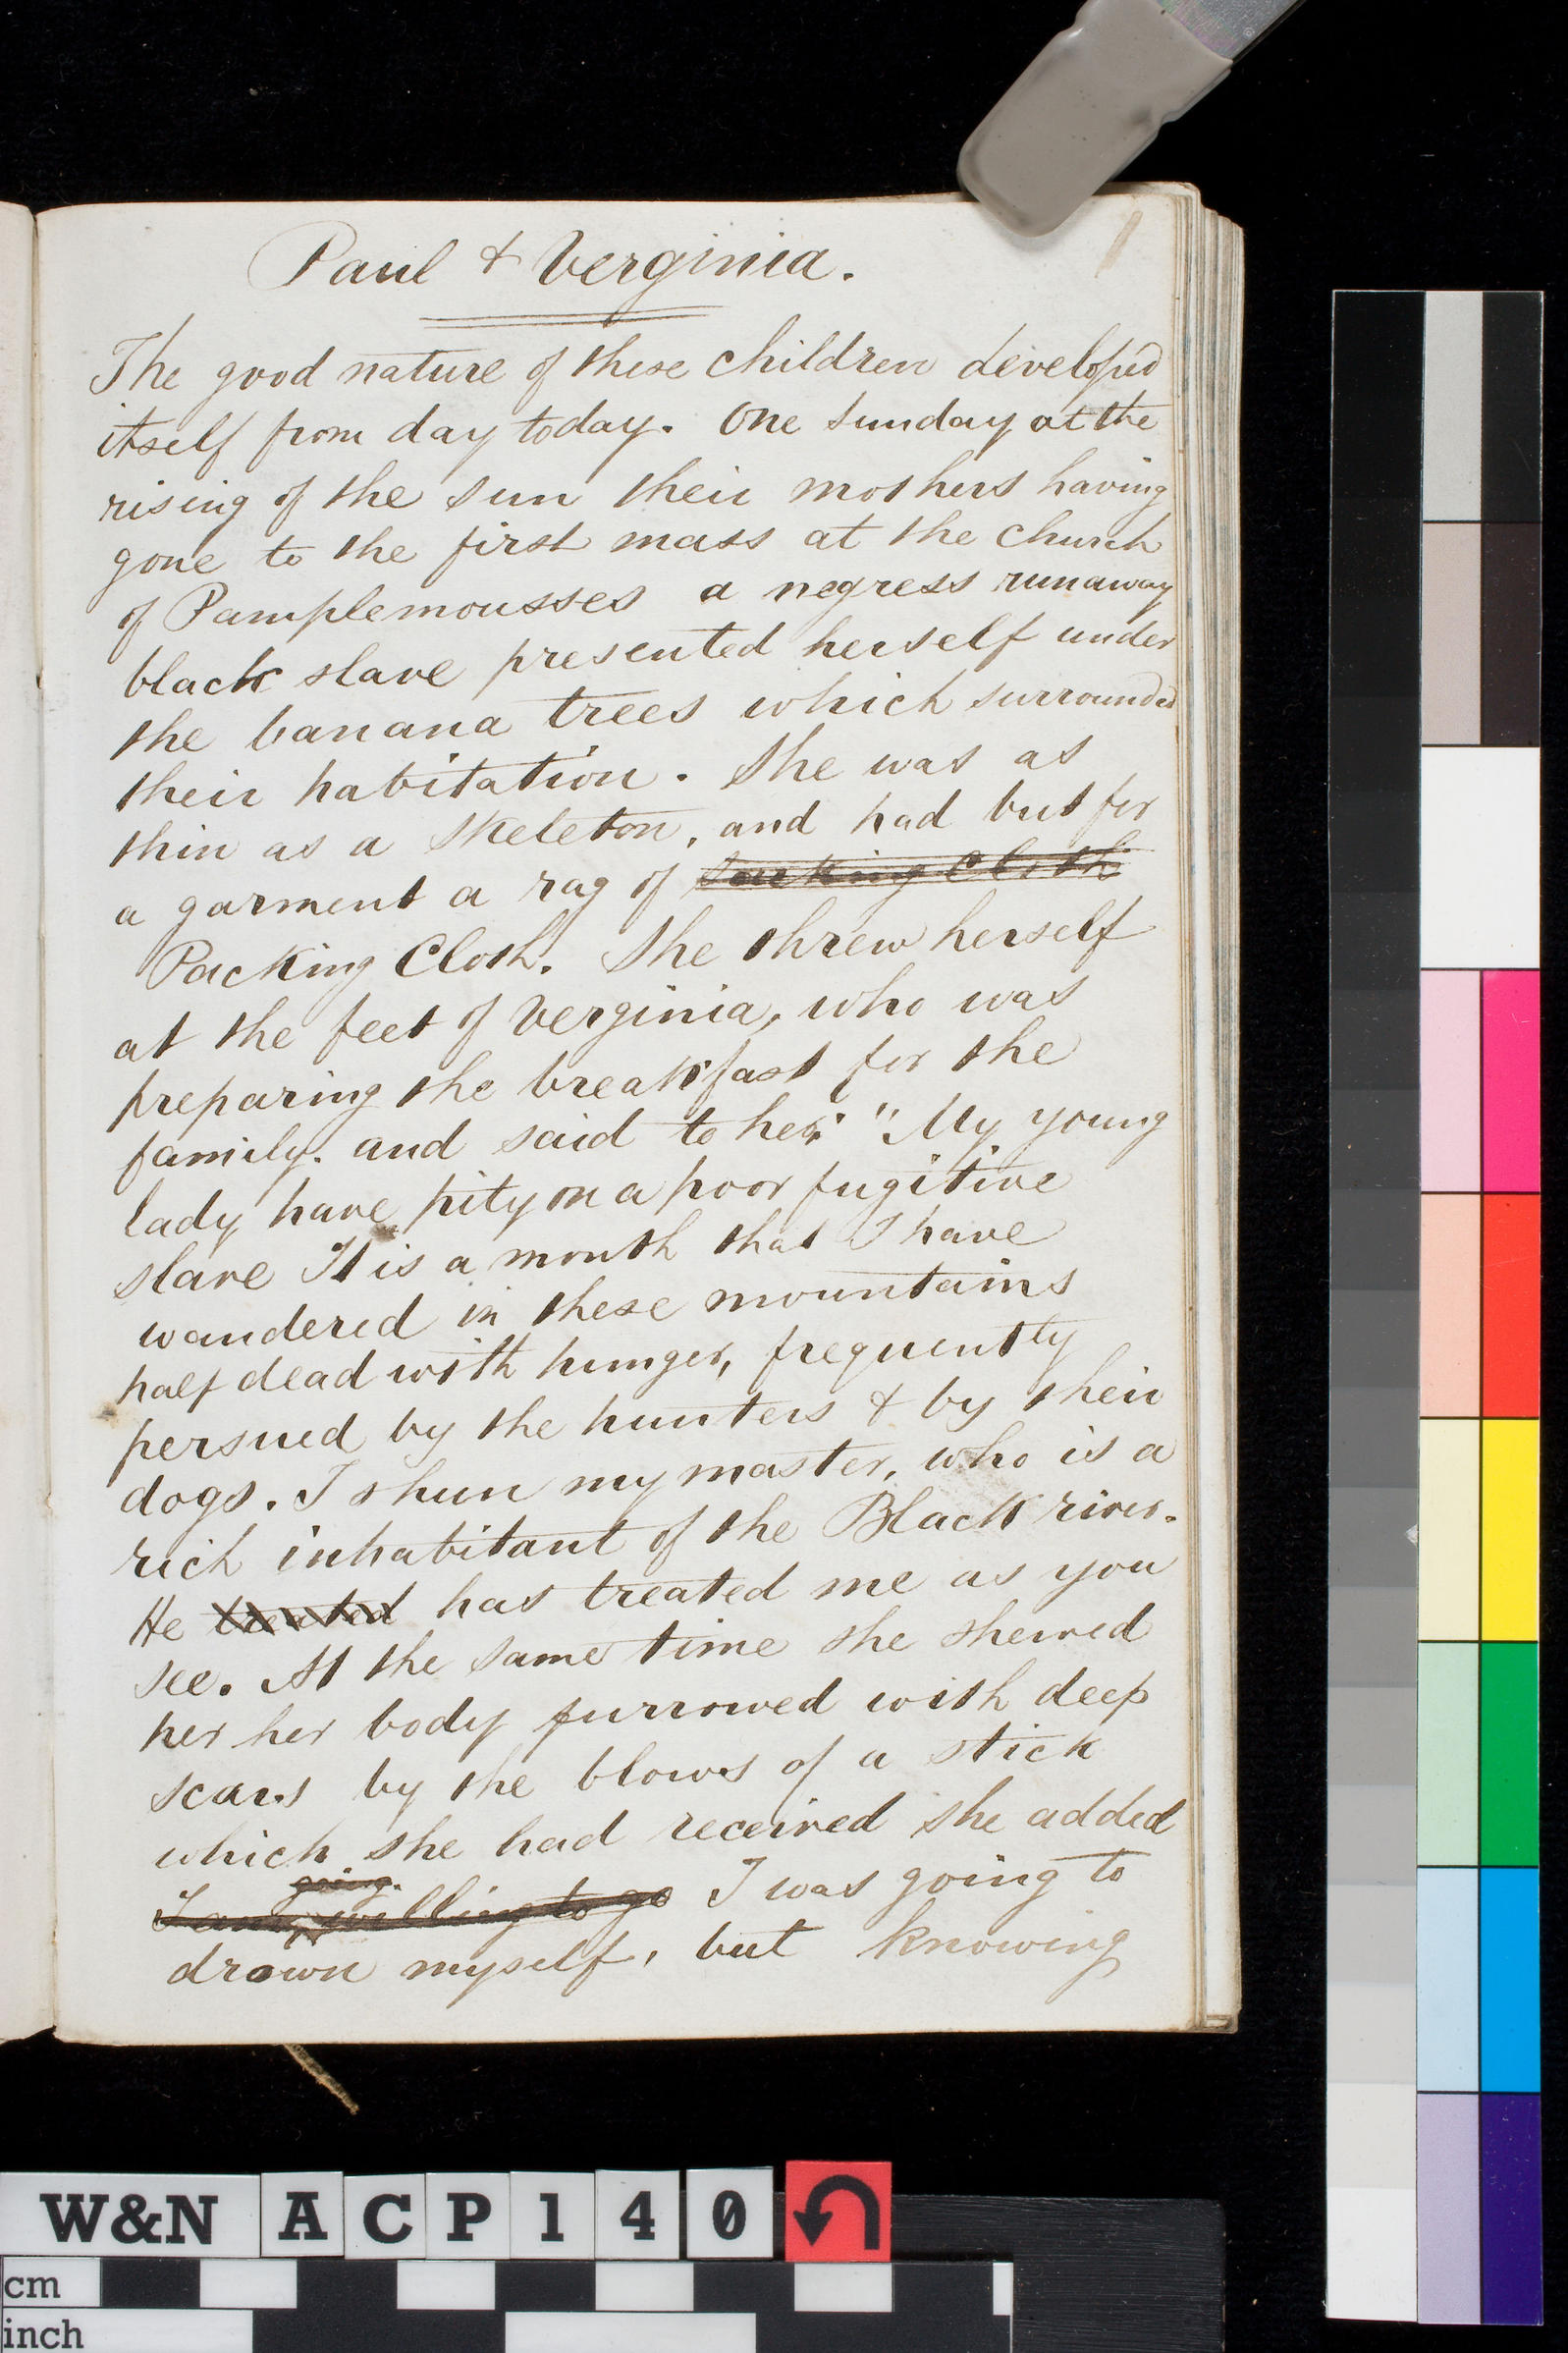 1
Paul & Verginia.
The good nature of these children developed
itself from day today. One Sunday at the
rising of the sun their mothers having
gone to the first mass at the church
of Pamplemousses a negress runaway
black slave presented herself under
the banana trees which surrounded
their habitation. She was as
thin as a skeleton, and had but for
a garment a rag of Sacking Cloth
Packing Cloth. She threw herself
at the feet of Verginia, who was
preparing the breakfast for the
family. and said to her: "My young
lady have pity on a poor fugitive
slave It is a month that I have
wandered in these mountains
half dead with hunger, frequently
persued by the hunters & by their
dogs. I shun my master, who is a
rich inhabitant of the Black river.
He treated has treated me as you
see. At the same time she shewed
her her body furrowed with deep
scars by the blows of a stick
which she had received she added
going
I am willing to go I was going to
drown myself, but knowing
W&N ACP140
cm
inch